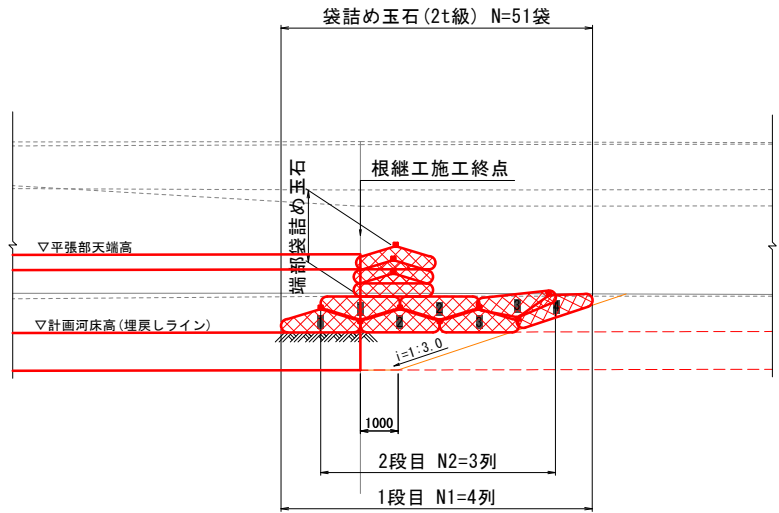 袋詰め玉石(2t級) N=51袋
根継工施工終点
端部袋詰め玉石
▽平張部天端高
▽計画河床高(埋戻しライン)
i=1:3.0
1000
2段目 N2=3列
1段目 N1=4列